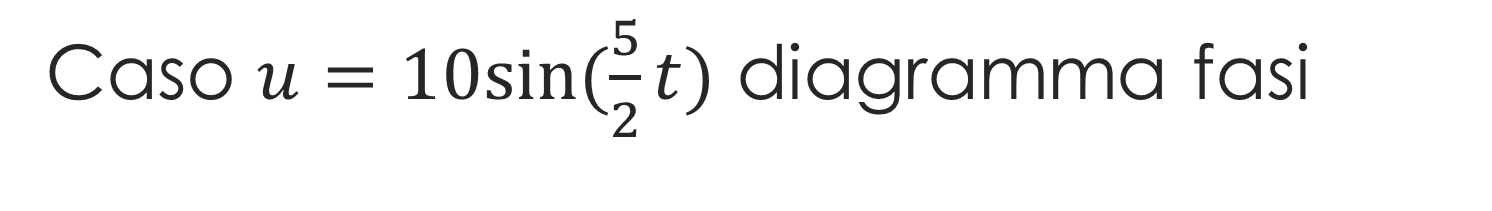 Caso u = 10sin(5/2 t) diagramma fasi